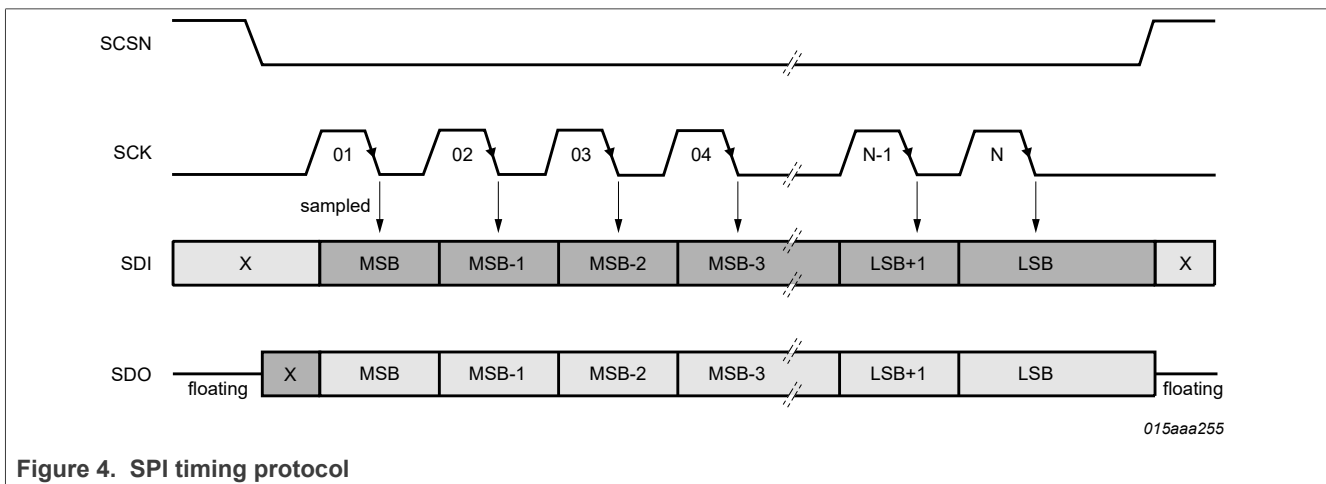 SCSN
SCK 01 02 03 04 N-1 N
sampled
SDI X MSB MSB-1 MSB-2 MSB-3 LSB+1 LSB X
SDO floating X MSB MSB-1 MSB-2 MSB-3 LSB+1 LSB floating
015aaa255
Figure 4. SPI timing protocol